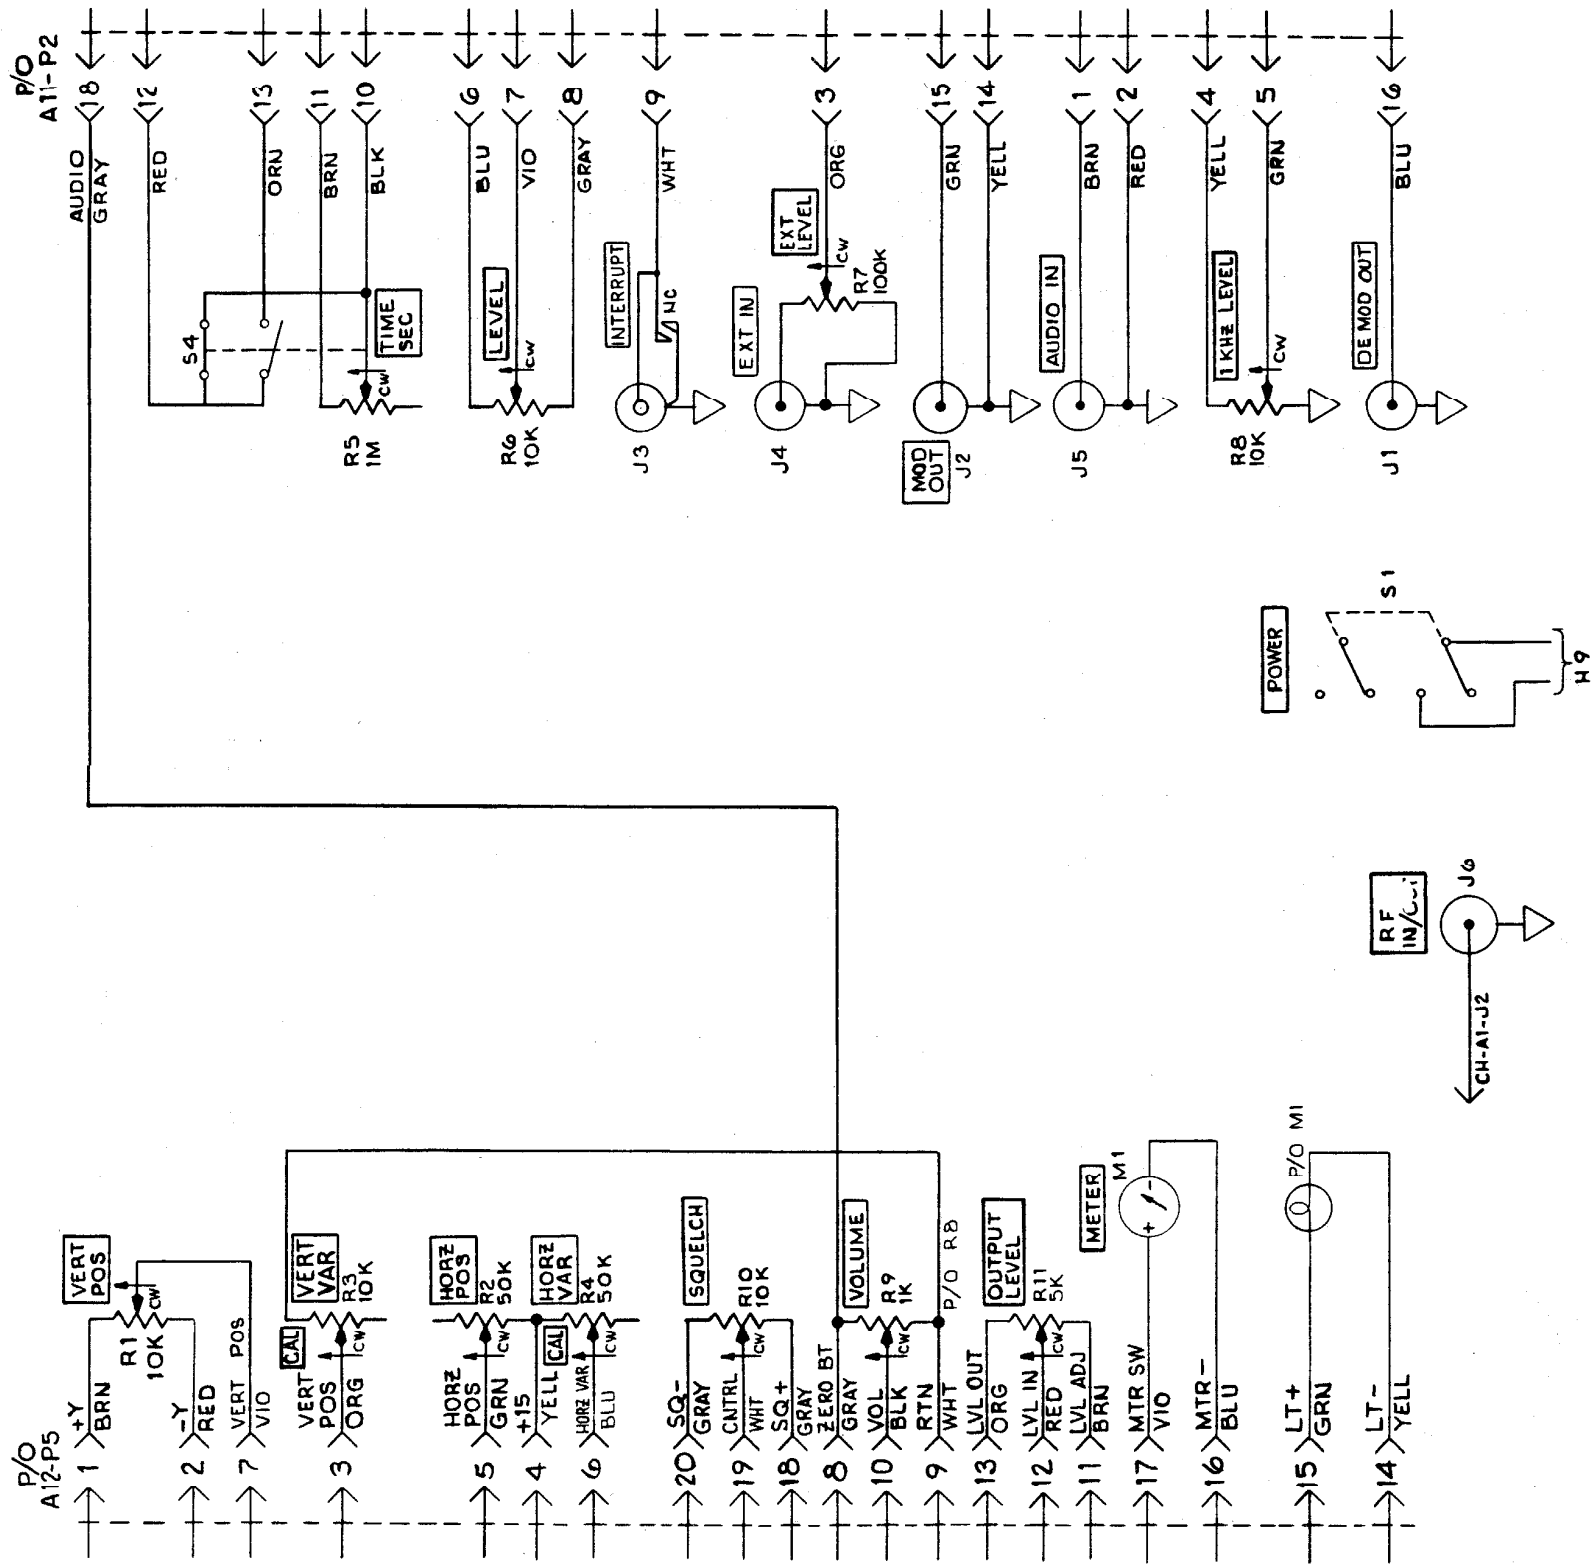 P/O
A11-P2
18
12
13
11
10
6
7
8
9
3
15
14
1
2
4
5
16
AUDIO
GRAY
RED
ORN
BRN
BLK
BLU
VIO
GRAY
WHT
ORG
GRN
YELL
BRN
RED
YELL
GRN
BLU
S4
TIME
SEC
CW
R5
1M
LEVEL
CW
R6
10K
INTERRUPT
NC
J3
EXT IN
EXT
LEVEL
CW
R7
100K
J4
MOD
OUT
J2
AUDIO IN
J5
1 KHz LEVEL
CW
R8
10K
DE MOD OUT
J1
POWER
S1
H9
RF
J6
CH-A1-J2
VERT
POS
CW
R1
10K
VERT
VAR
R3
10K
CAL
CW
HORZ
POS
R2
50K
CW
HORZ
VAR
R4
50K
CAL
CW
SQUELCH
R10
10K
CW
VOLUME
R9
1K
CW
P/O R8
OUTPUT
LEVEL
R11
5K
CW
METER
M1
+
-
P/O M1
+Y
BRN
-Y
RED
VERT POS
VIO
VERT
POS
ORG
HORZ
POS
GRN
+15
YELL
HORZ VAR
BLU
SQ-
GRAY
CNTRL
WHT
SQ+
GRAY
ZERO BT
GRAY
VOL
BLK
RTN
WHT
LVL OUT
ORG
LVL IN
RED
LVL ADJ
BRN
MTR SW
VIO
MTR-
BLU
LT+
GRN
LT-
YELL
P/O
A12-P5
1
2
7
3
5
4
6
20
19
18
8
10
9
13
12
11
17
16
15
14